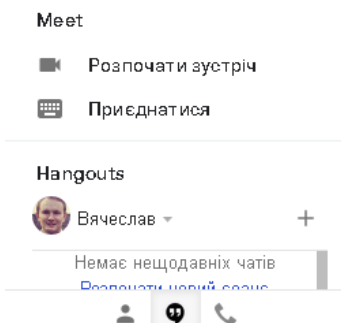 Meet
Розпочати зустріч
Приєднатися
Hangouts
Вячеслав
Немає нещодавніх чатів
Розпочати новий сеанс